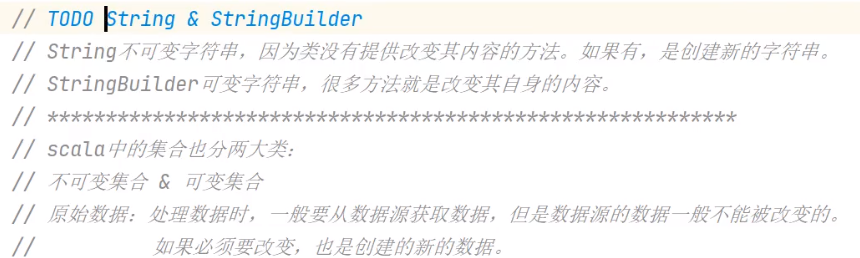 // TODO String & StringBuilder
// String不可变字符串，因为类没有提供改变其内容的方法。如果有，是创建新的字符串。
// StringBuilder可变字符串，很多方法就是改变其自身的内容。
// ***********************************************************
// scala中的集合也分两大类：
// 不可变集合 & 可变集合
// 原始数据：处理数据时，一般要从数据源获取数据，但是数据源的数据一般不能被改变的。
//           如果必须要改变，也是创建的新的数据。